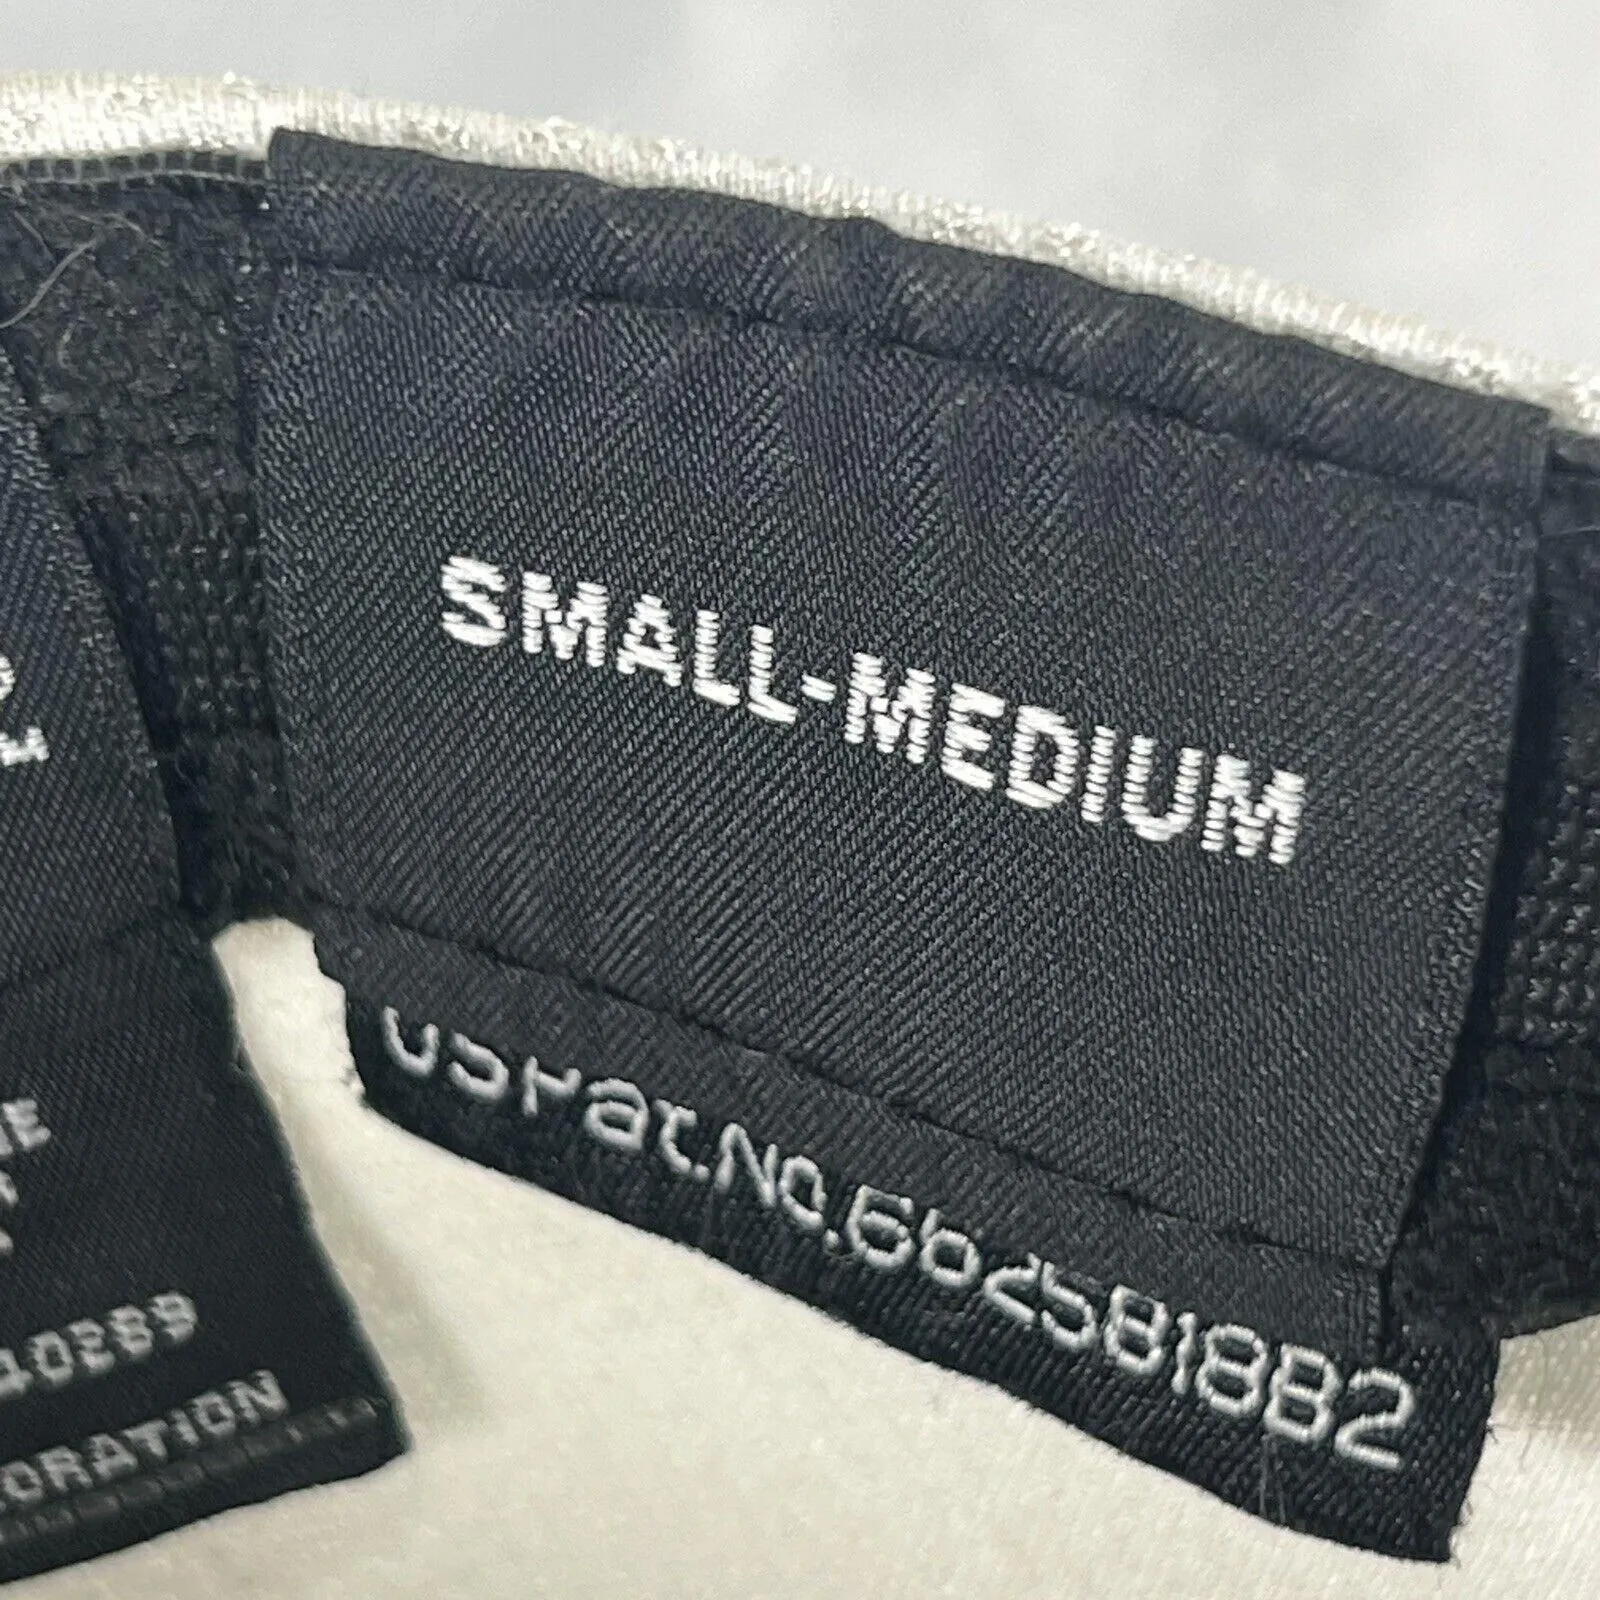 SMALL-MEDIUM
US Pat.No.6625818B2
40289
ORATION